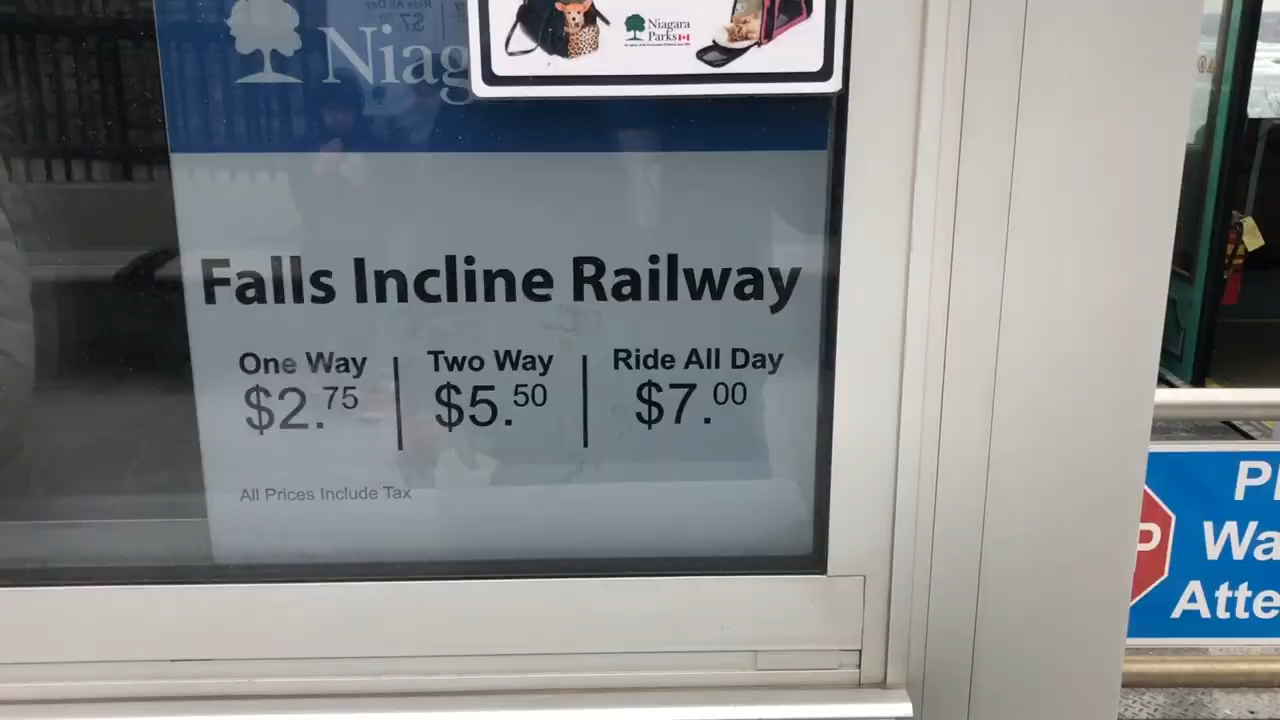 Niag
Niagara
Parks
Falls Incline Railway
One Way
$2.75
Two Way
$5.50
Ride All Day
$7.00
All Prices Include Tax
P
Pl
Wa
Atte